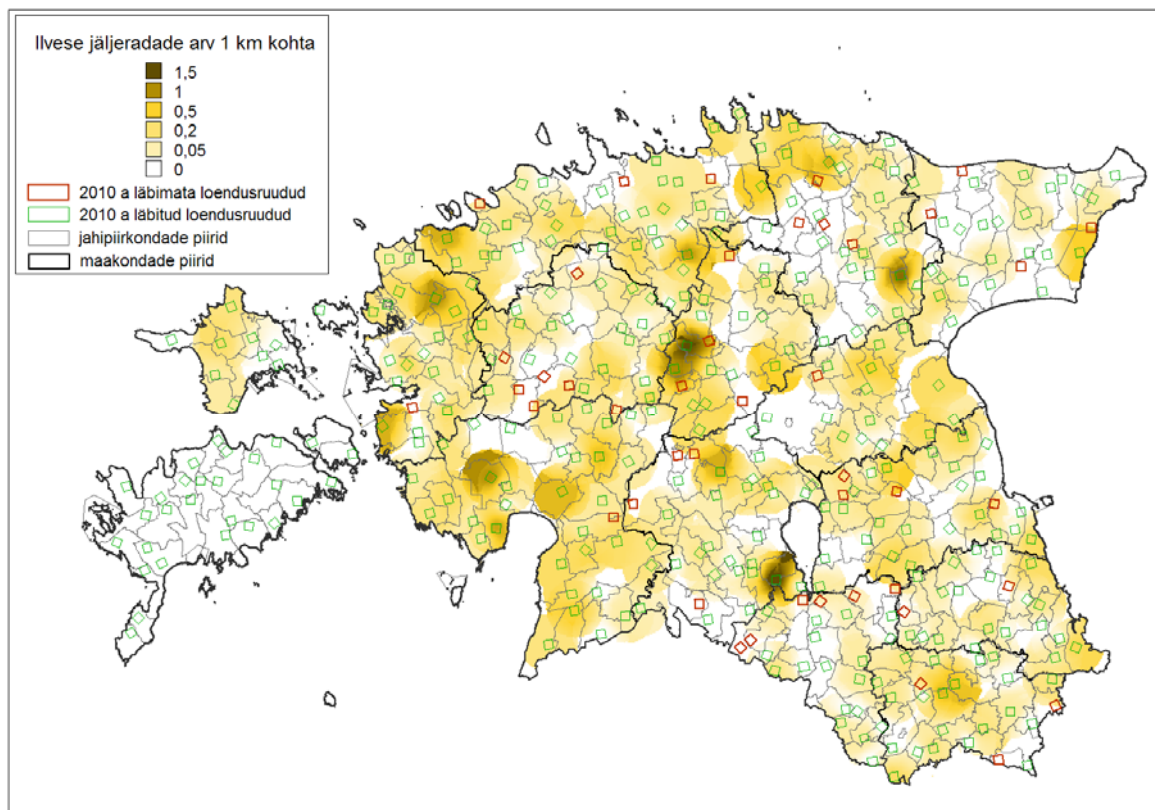 Ilvese jäljeradade arv 1 km kohta
1,5
1
0,5
0,2
0,05
0
2010 a läbimata loendusruudud
2010 a läbitud loendusruudud
jahipiirkondade piirid
maakondade piirid